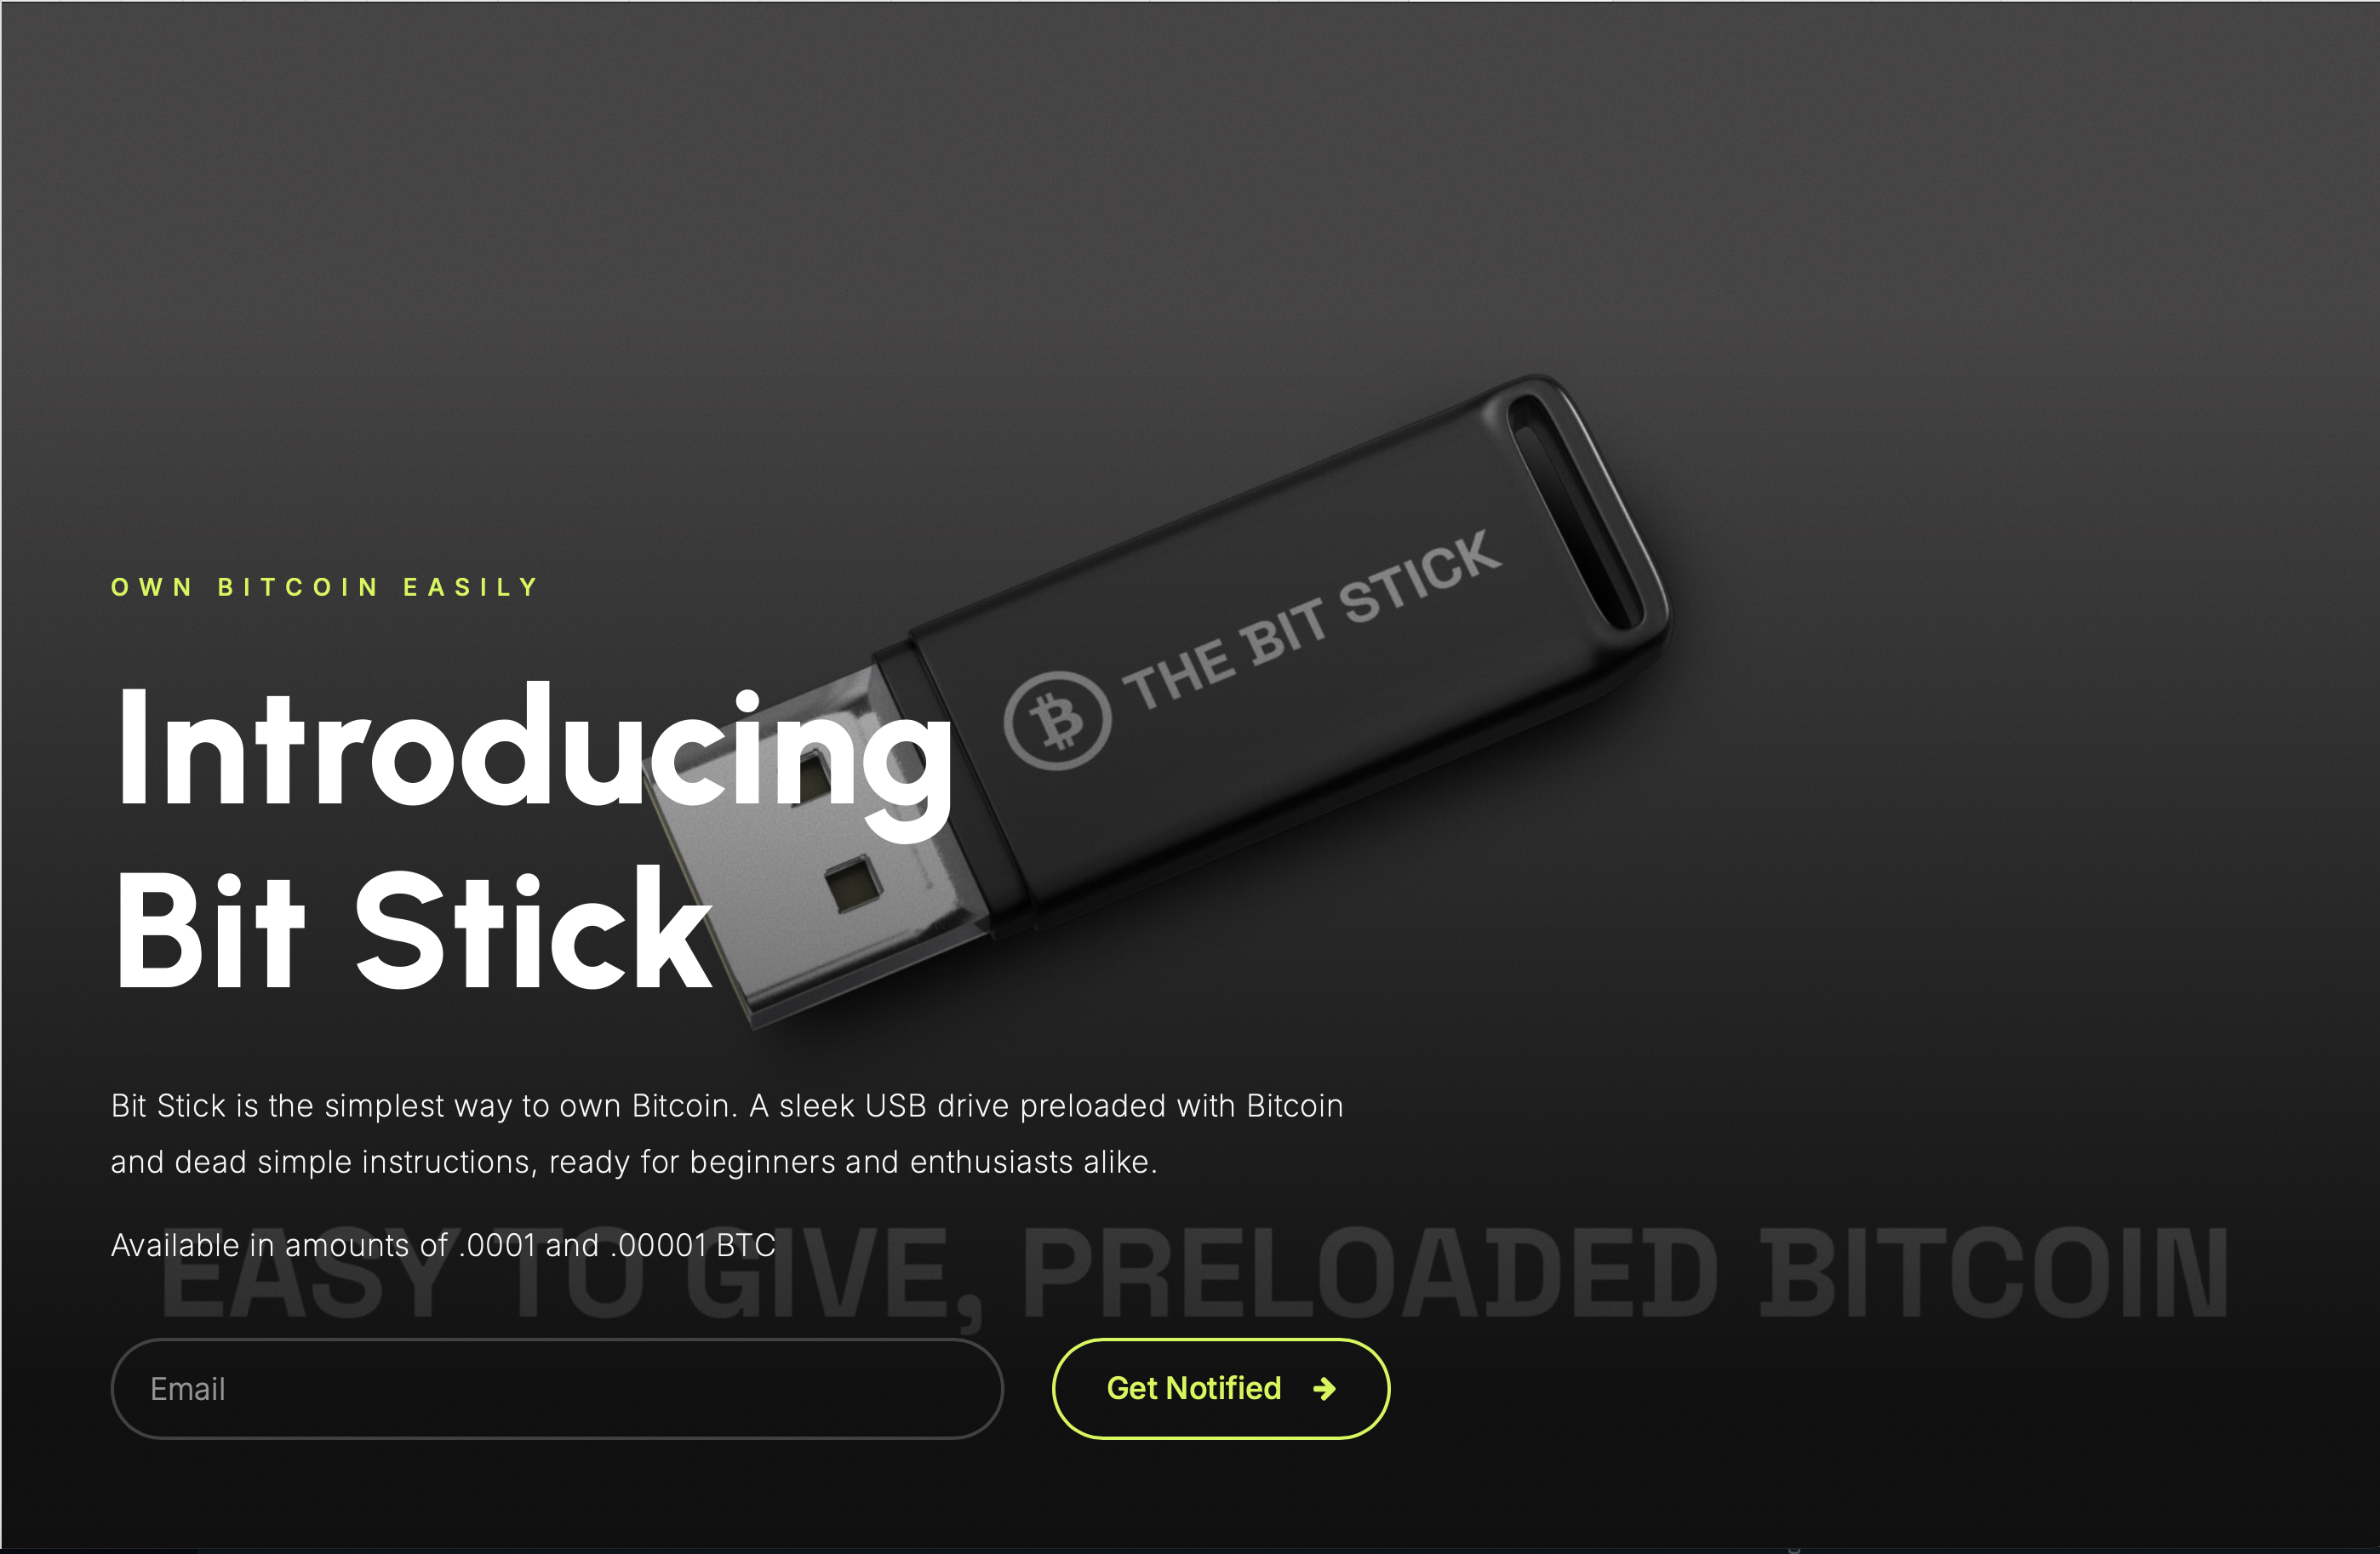 OWN BITCOIN EASILY
THE BIT STICK
Introducing
Bit Stick
Bit Stick is the simplest way to own Bitcoin. A sleek USB drive preloaded with Bitcoin
and dead simple instructions, ready for beginners and enthusiasts alike.
Available in amounts of .0001 and .00001 BTC
EASY TO GIVE, PRELOADED BITCOIN
Email
Get Notified